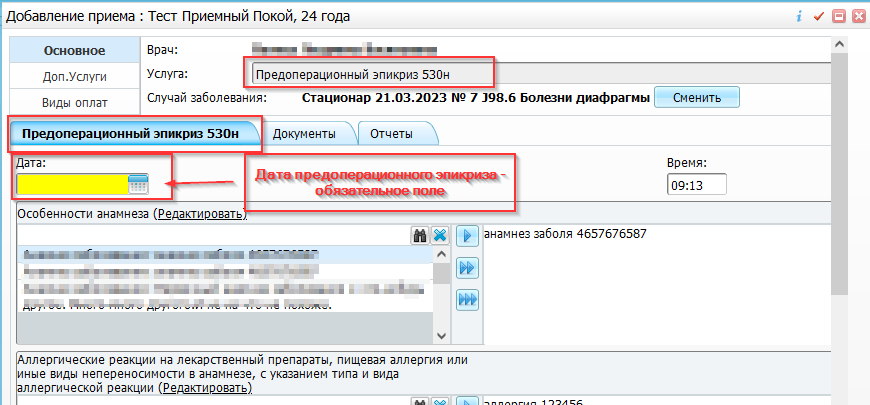 Добавление приема : Тест Приемный Покой, 24 года
Основное
Доп.Услуги
Виды оплат
Врач:
Услуга:
Предоперационный эпикриз 530н
Случай заболевания:
Стационар 21.03.2023 № 7 J98.6 Болезни диафрагмы
Сменить
Предоперационный эпикриз 530н
Документы
Отчеты
Дата:
Дата предоперационного эпикриза -
обязательное поле
Время:
09:13
Особенности анамнеза (Редактировать)
анамнез заболя 4657676587
Аллергические реакции на лекарственный препараты, пищевая аллергия или
иные виды непереносимости в анамнезе, с указанием типа и вида
аллергической реакции (Редактировать)
аллергия 123456